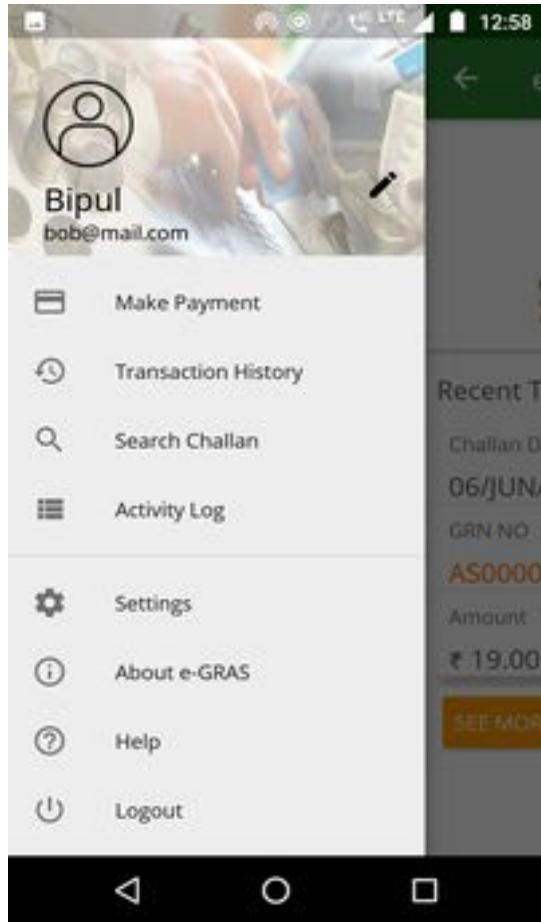 LTE
12:58
Bipul
bob@mail.com
Make Payment
Transaction History
Search Challan
Activity Log
Settings
About e-GRAS
Help
Logout
Recent T
Challan D
06/JUN/
GRN NO
AS0000
Amount
₹ 19.00
SEE MOR